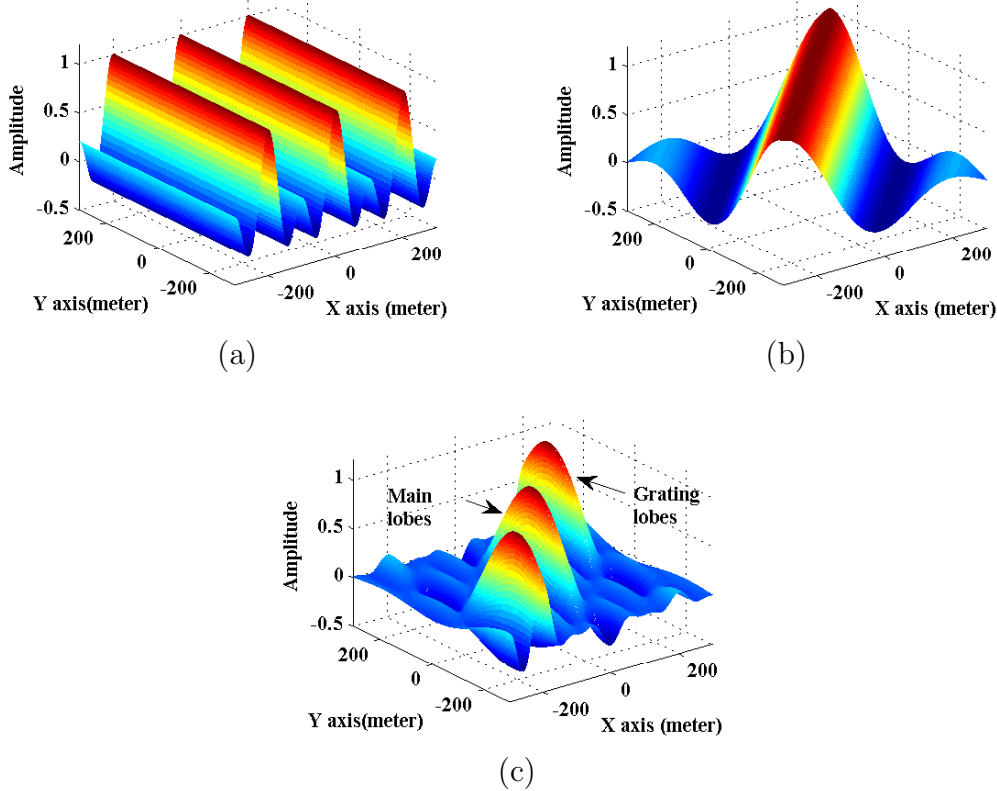 1
0.5
0
-0.5
Amplitude
200
0
-200
Y axis(meter)
-200
0
200
X axis (meter)
(a)
1
0.5
0
-0.5
Amplitude
200
0
-200
Y axis(meter)
-200
0
200
X axis (meter)
(b)
1
0.5
0
-0.5
Amplitude
Main
lobes
Grating
lobes
200
0
-200
Y axis(meter)
-200
0
200
X axis (meter)
(c)